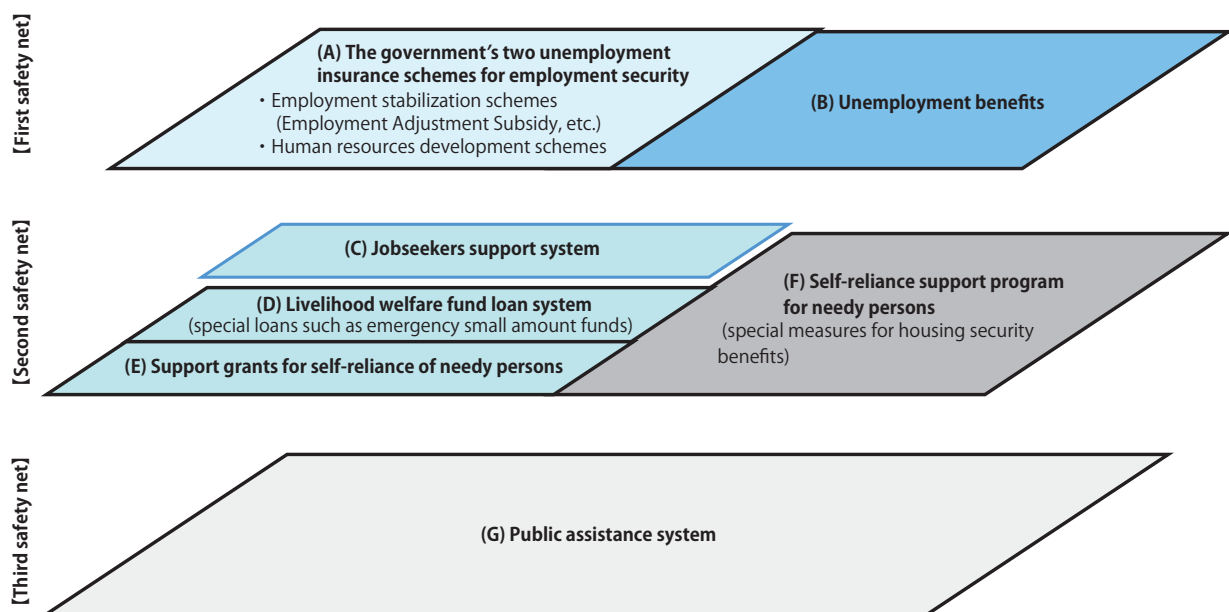 【First safety net】
(A) The government's two unemployment
insurance schemes for employment security
・Employment stabilization schemes
(Employment Adjustment Subsidy, etc.)
・Human resources development schemes
(B) Unemployment benefits
【Second safety net】
(C) Jobseekers support system
(D) Livelihood welfare fund loan system
(special loans such as emergency small amount funds)
(E) Support grants for self-reliance of needy persons
(F) Self-reliance support program
for needy persons
(special measures for housing security
benefits)
【Third safety net】
(G) Public assistance system